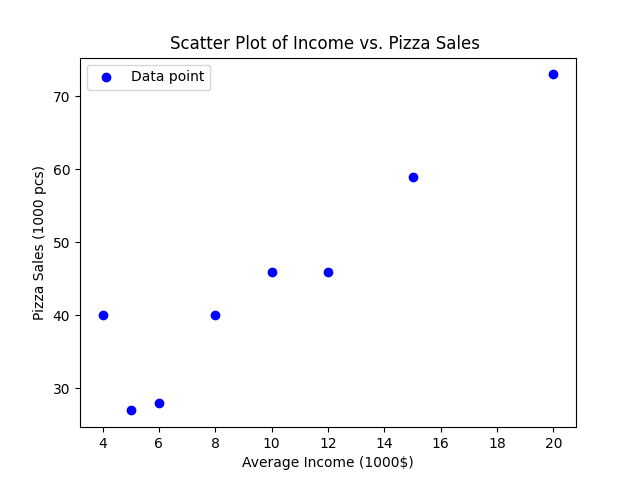 Scatter Plot of Income vs. Pizza Sales
Data point
Pizza Sales (1000 pcs)
70
60
50
40
30
4 6 8 10 12 14 16 18 20
Average Income (1000$)